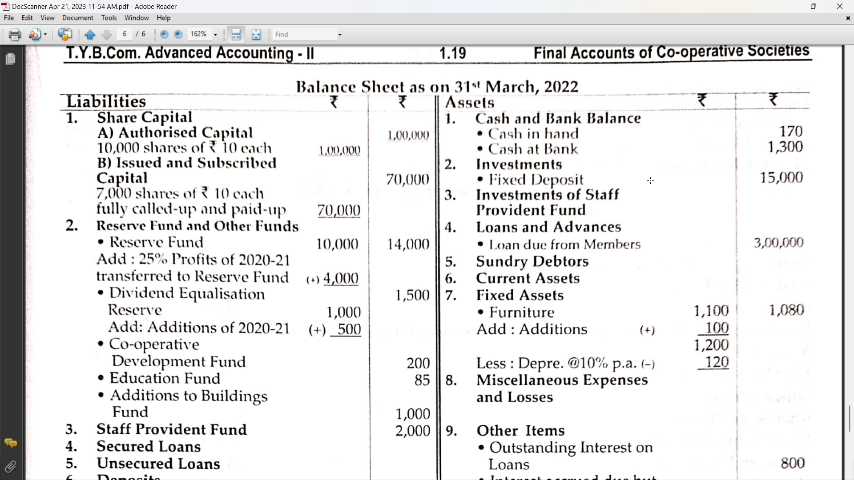 DocScanner Apr 21, 2023 11-54 AM.pdf - Adobe Reader
File Edit View Document Tools Window Help
6 / 6 162% Find
T.Y.B.Com. Advanced Accounting - II 1.19 Final Accounts of Co-operative Societies
Balance Sheet as on 31st March, 2022
Liabilities ₹ ₹ Assets ₹ ₹
1. Share Capital
A) Authorised Capital 1,00,000
10,000 shares of ₹ 10 each 1,00,000
B) Issued and Subscribed
Capital 70,000
7,000 shares of ₹ 10 each
fully called-up and paid-up 70,000
2. Reserve Fund and Other Funds
• Reserve Fund 10,000 14,000
Add : 25% Profits of 2020-21
transferred to Reserve Fund (+) 4,000
• Dividend Equalisation 1,500
Reserve 1,000
Add: Additions of 2020-21 (+) 500
• Co-operative
Development Fund 200
• Education Fund 85
• Additions to Buildings
Fund 1,000
3. Staff Provident Fund 2,000
4. Secured Loans
5. Unsecured Loans
6. Deposits
1. Cash and Bank Balance
• Cash in hand 170
• Cash at Bank 1,300
2. Investments
• Fixed Deposit 15,000
3. Investments of Staff
Provident Fund
4. Loans and Advances
• Loan due from Members 3,00,000
5. Sundry Debtors
6. Current Assets
7. Fixed Assets
• Furniture 1,100 1,080
Add : Additions (+) 100
1,200
Less : Depre. @10% p.a. (–) 120
8. Miscellaneous Expenses
and Losses
9. Other Items
• Outstanding Interest on
Loans 800
• Interest accrued due but